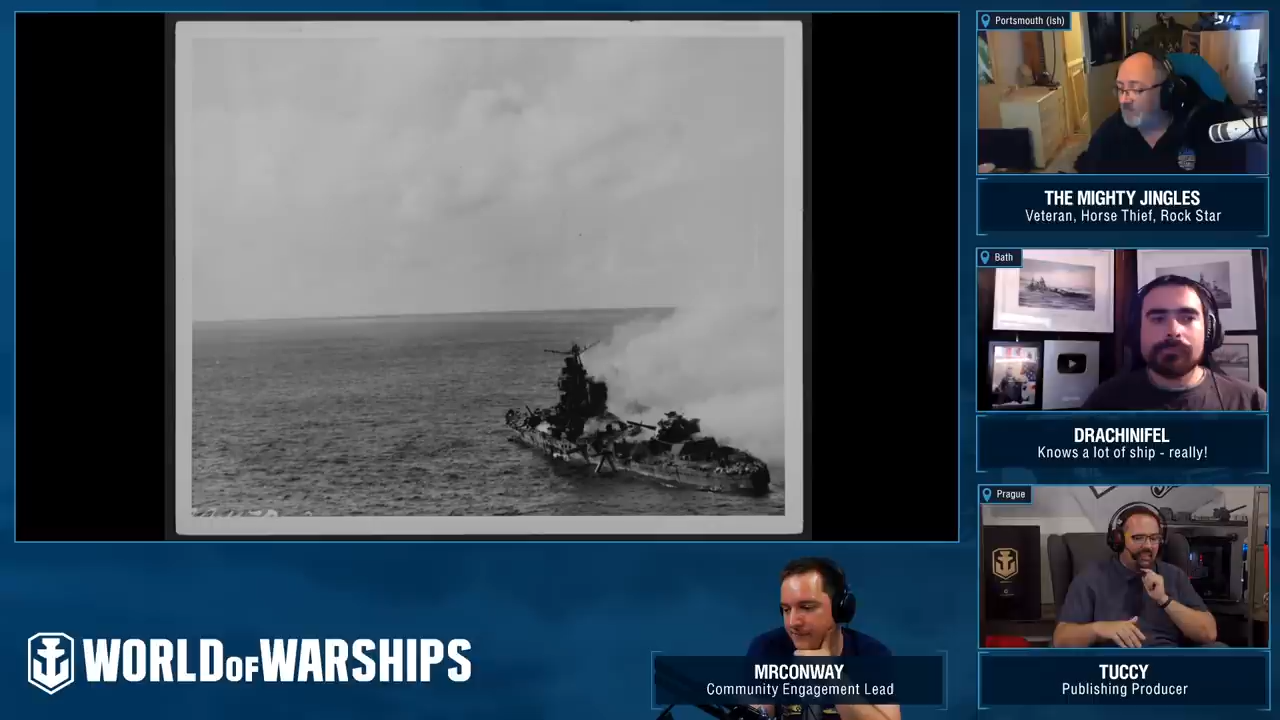 Portsmouth (ish)
THE MIGHTY JINGLES
Veteran, Horse Thief, Rock Star
Bath
DRACHINIFEL
Knows a lot of ship - really!
Prague
TUCCY
Publishing Producer
MRCONWAY
Community Engagement Lead
WORLD OF WARSHIPS